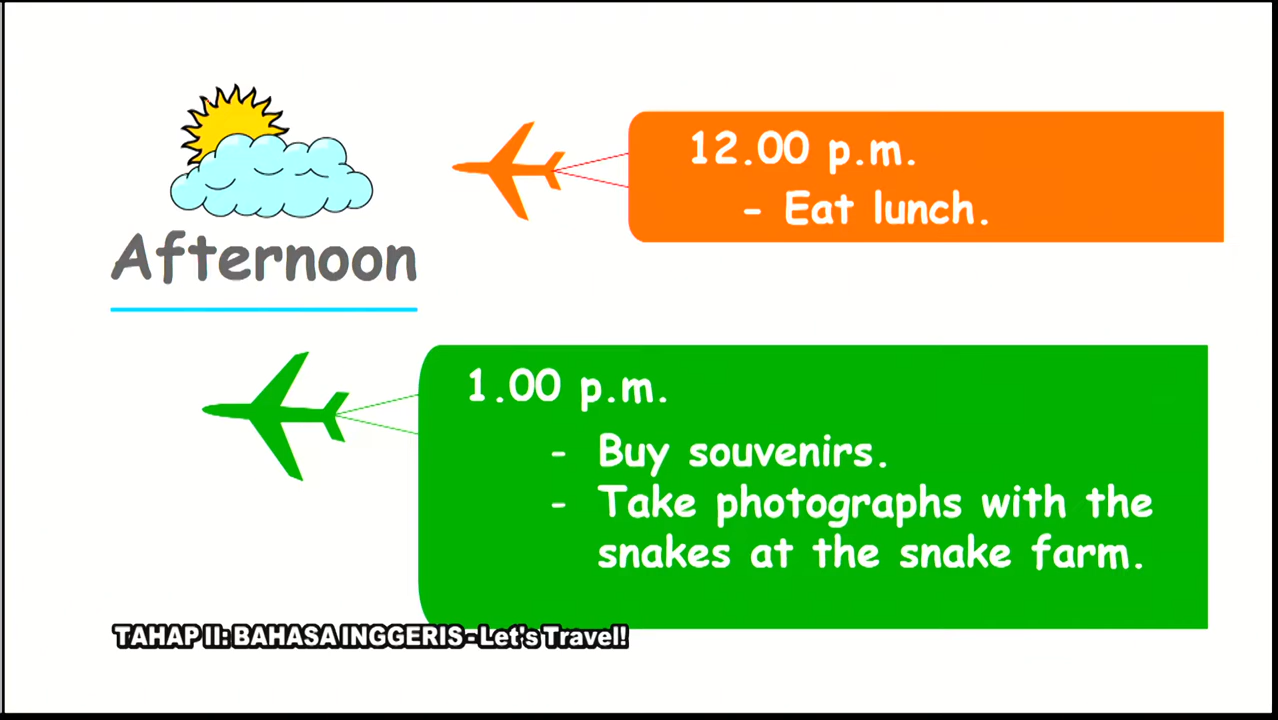 Afternoon
12.00 p.m.
- Eat lunch.
1.00 p.m.
- Buy souvenirs.
- Take photographs with the
snakes at the snake farm.
TAHAP II: BAHASA INGGERIS - Let's Travel!